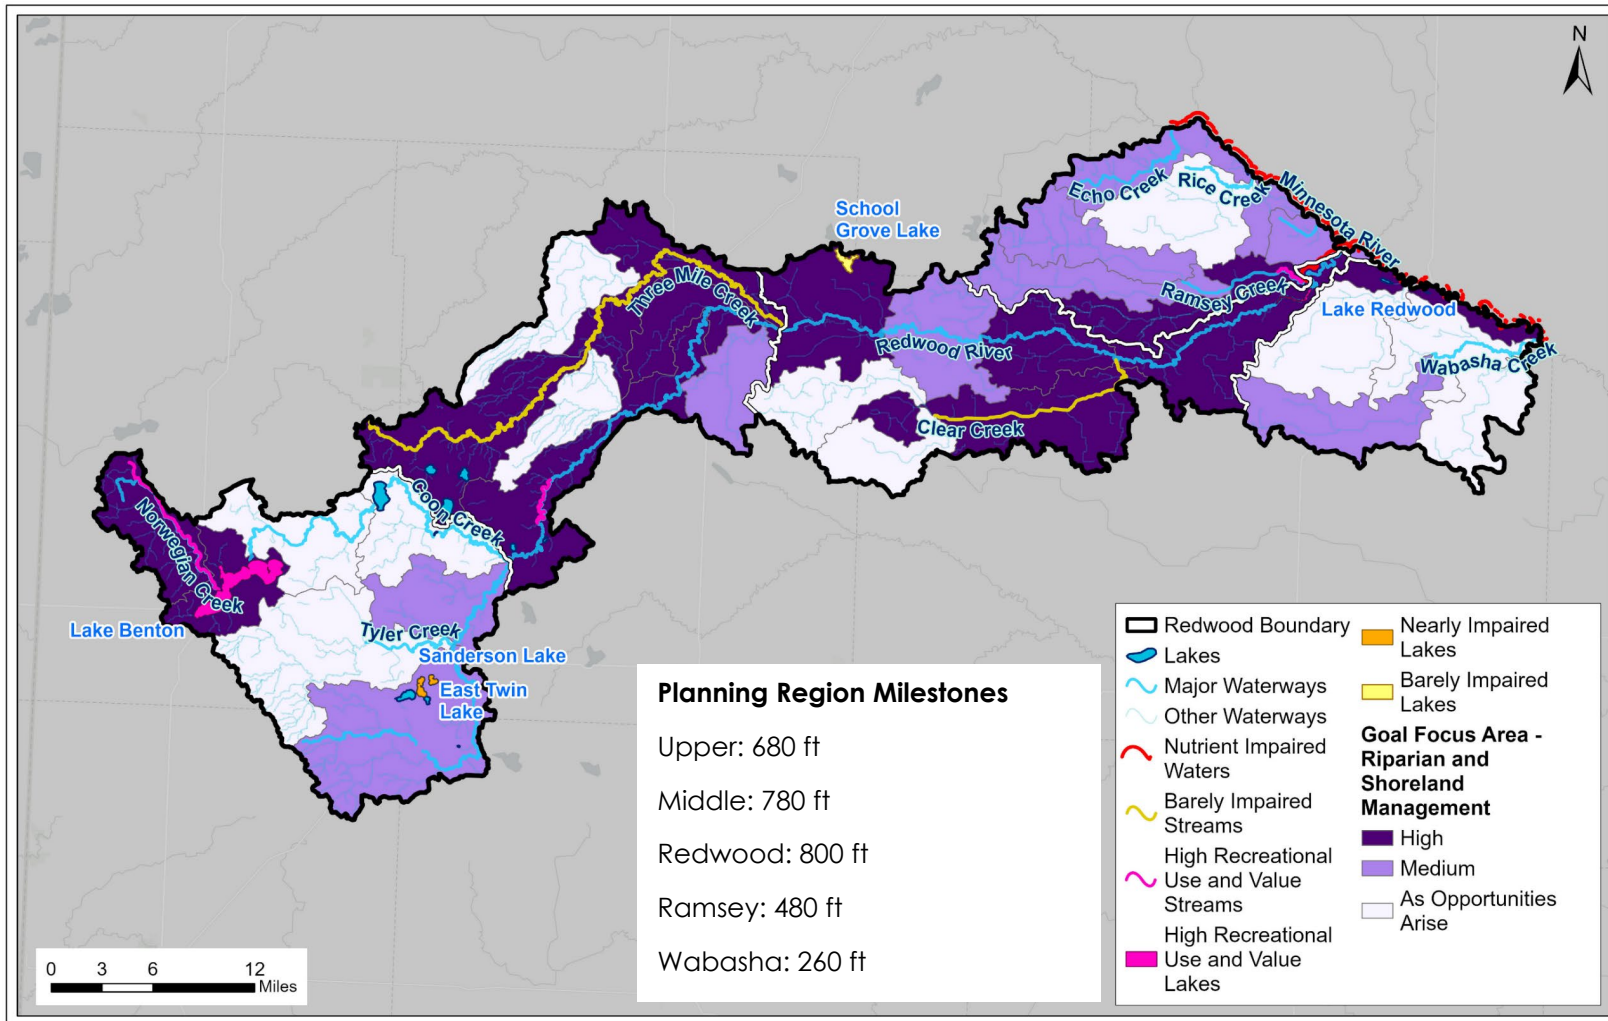 N
School
Grove Lake
Echo Creek
Rice Creek
Minnesota River
Three Mile Creek
Ramsey Creek
Lake Redwood
Redwood River
Wabasha Creek
Clear Creek
Coon Creek
Norwegian Creek
Lake Benton
Tyler Creek
Sanderson Lake
East Twin
Lake
Planning Region Milestones
Upper: 680 ft
Middle: 780 ft
Redwood: 800 ft
Ramsey: 480 ft
Wabasha: 260 ft
Redwood Boundary
Lakes
Major Waterways
Other Waterways
Nutrient Impaired
Waters
Barely Impaired
Streams
High Recreational
Use and Value
Streams
High Recreational
Use and Value
Lakes
Nearly Impaired
Lakes
Barely Impaired
Lakes
Goal Focus Area -
Riparian and
Shoreland
Management
High
Medium
As Opportunities
Arise
0 3 6 12
Miles